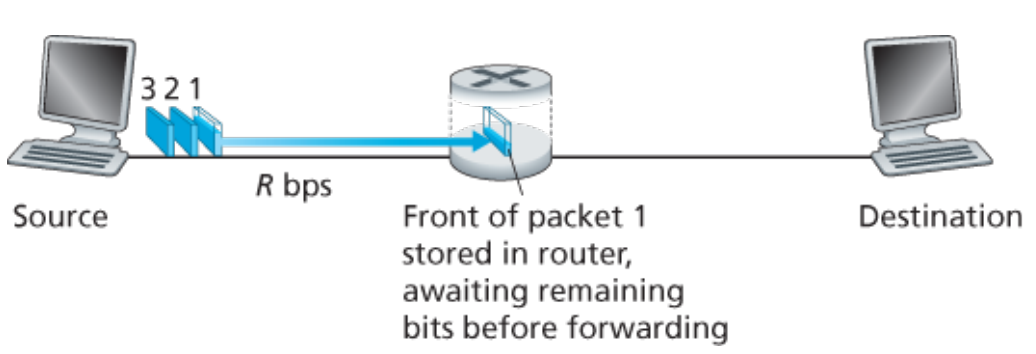 3 2 1
R bps
Source
Front of packet 1
stored in router,
awaiting remaining
bits before forwarding
Destination